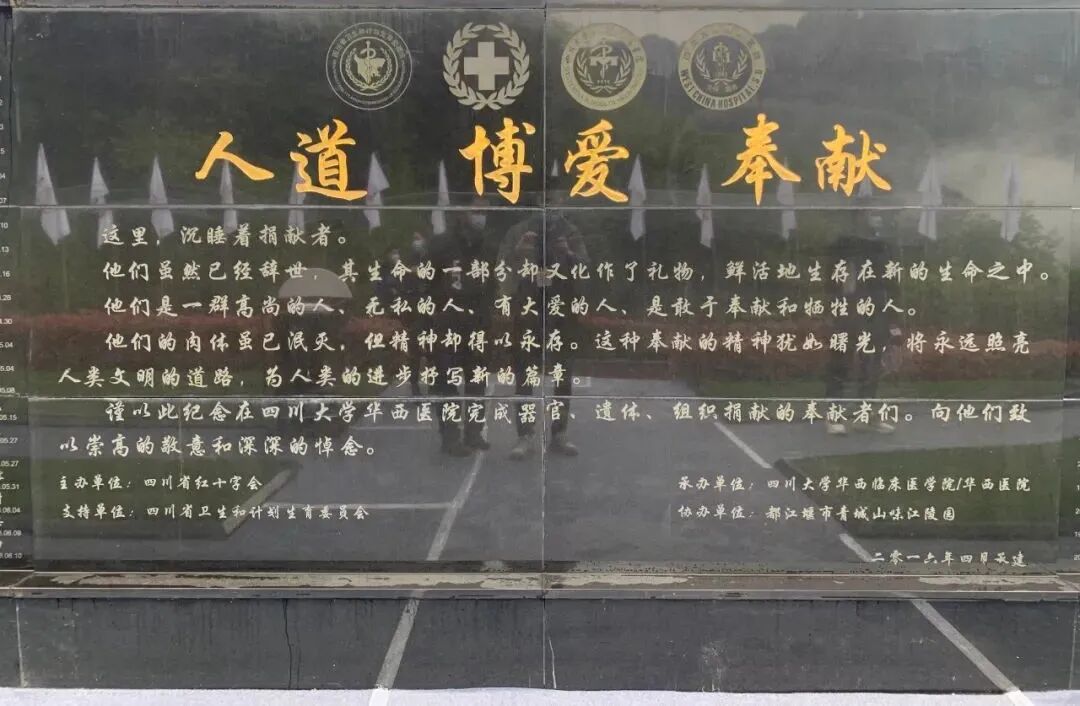 WEST CHINA HOSPITAL, S.U
人道 博爱 奉献
这里，沉睡着捐献者。
他们虽然已经辞世，其生命的一部分却又化作了礼物，鲜活地生存在新的生命之中。
他们是一群高尚的人、无私的人、有大爱的人、是敢于奉献和牺牲的人。
他们的肉体虽已泯灭，但精神却得以永存。这种奉献的精神犹如曙光，将永远照亮
人类文明的道路，为人类的进步抒写新的篇章。
谨以此纪念在四川大学华西医院完成器官、遗体、组织捐献的奉献者们。向他们致
以崇高的敬意和深深的悼念。
主办单位：四川省红十字会
承办单位：四川大学华西临床医学院/华西医院
支持单位：四川省卫生和计划生育委员会
协办单位：都江堰市青城山味江陵园
二零一六年四月承建